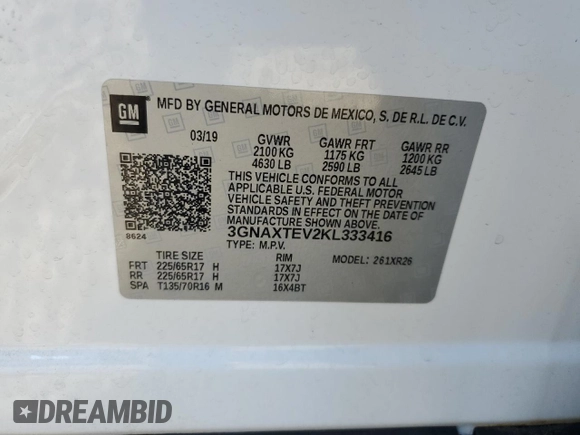 GM MFD BY GENERAL MOTORS DE MEXICO, S. DE R.L. DE C.V.
03/19 GVWR GAWR FRT GAWR RR
2100 KG 1175 KG 1200 KG
4630 LB 2590 LB 2645 LB
THIS VEHICLE CONFORMS TO ALL
APPLICABLE U.S. FEDERAL MOTOR
VEHICLE SAFETY AND THEFT PREVENTION
STANDARDS IN EFFECT ON THE DATE OF
MANUFACTURE SHOWN ABOVE.
8624 3GNAXTEV2KL333416
TYPE: M.P.V. MODEL: 261XR26
TIRE SIZE RIM
FRT 225/65R17 H 17X7J
RR 225/65R17 H 17X7J
SPA T135/70R16 M 16X4BT
DREAMBID